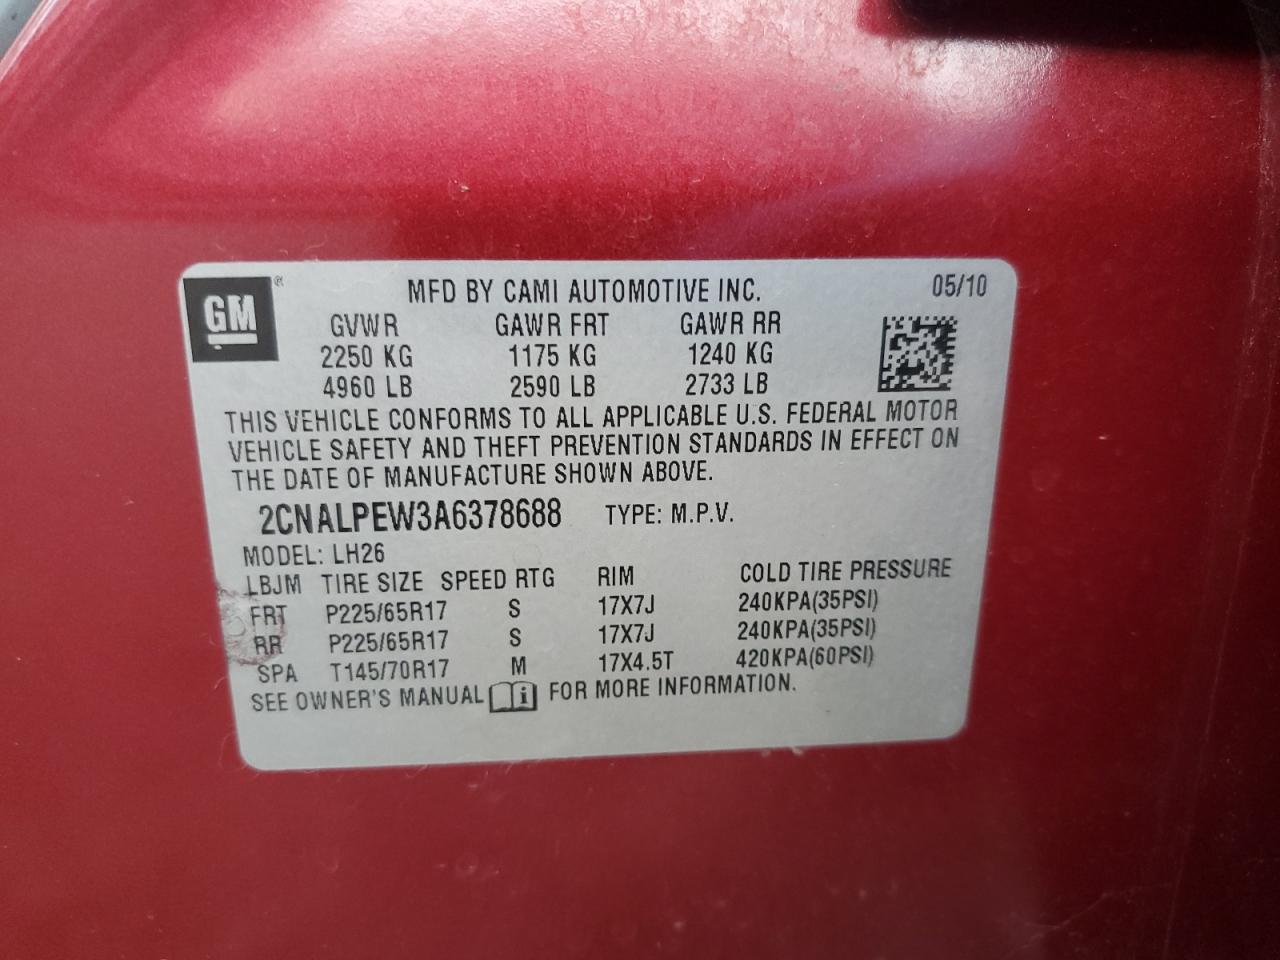 GM ®
MFD BY CAMI AUTOMOTIVE INC. 05/10
GVWR GAWR FRT GAWR RR
2250 KG 1175 KG 1240 KG
4960 LB 2590 LB 2733 LB
THIS VEHICLE CONFORMS TO ALL APPLICABLE U.S. FEDERAL MOTOR
VEHICLE SAFETY AND THEFT PREVENTION STANDARDS IN EFFECT ON
THE DATE OF MANUFACTURE SHOWN ABOVE.
2CNALPEW3A6378688 TYPE: M.P.V.
MODEL: LH26
LBJM TIRE SIZE SPEED RTG RIM COLD TIRE PRESSURE
FRT P225/65R17 S 17X7J 240KPA(35PSI)
RR P225/65R17 S 17X7J 240KPA(35PSI)
SPA T145/70R17 M 17X4.5T 420KPA(60PSI)
SEE OWNER'S MANUAL i FOR MORE INFORMATION.